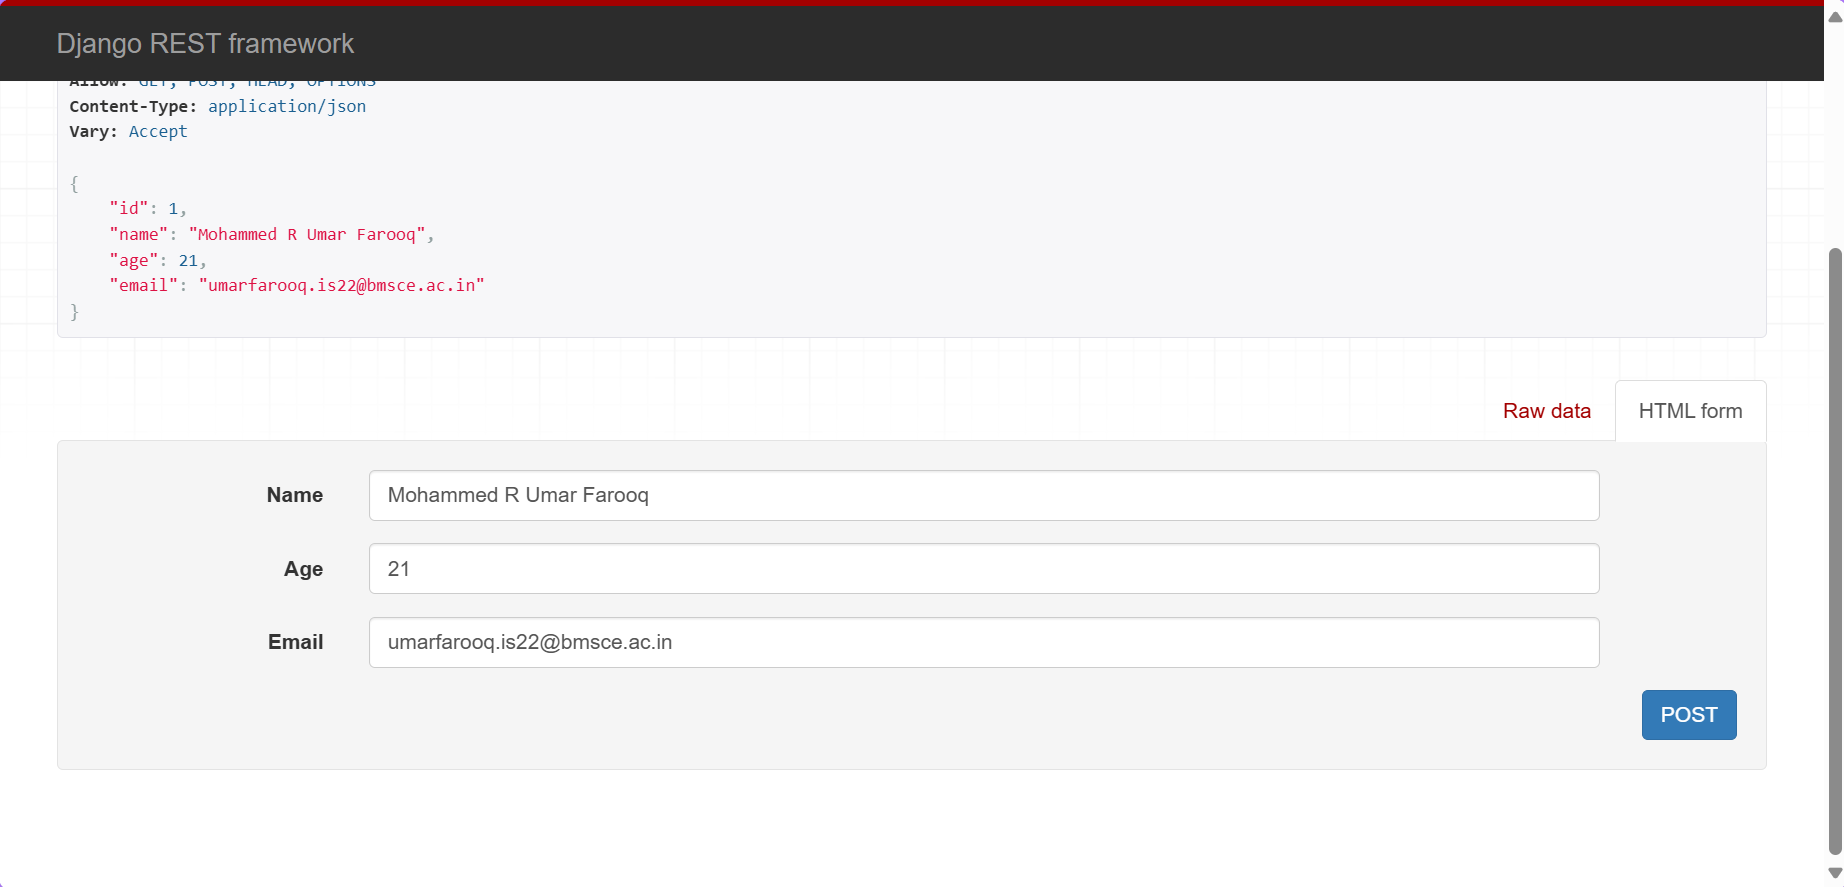 Django REST framework
Allow: GET, POST, HEAD, OPTIONS
Content-Type: application/json
Vary: Accept
{
    "id": 1,
    "name": "Mohammed R Umar Farooq",
    "age": 21,
    "email": "umarfarooq.is22@bmsce.ac.in"
}
Raw data HTML form
Name Mohammed R Umar Farooq
Age 21
Email umarfarooq.is22@bmsce.ac.in
POST